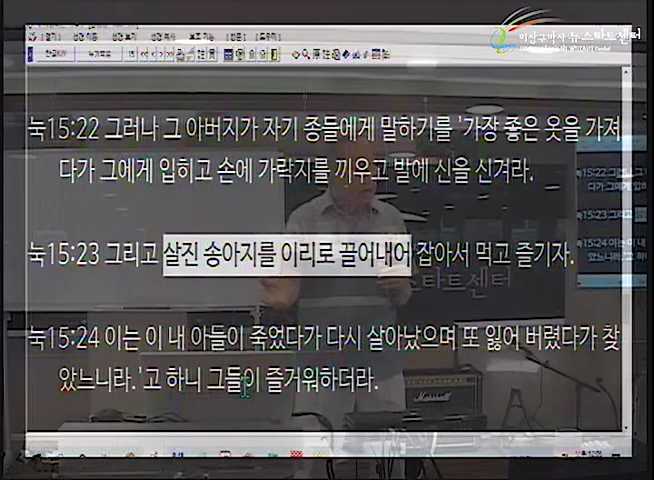 이상구박사 뉴스타트센터
눅15:22 그러나 그 아버지가 자기 종들에게 말하기를 '가장 좋은 옷을 가져
다가 그에게 입히고 손에 가락지를 끼우고 발에 신을 신겨라.
눅15:23 그리고 살진 송아지를 이리로 끌어내어 잡아서 먹고 즐기자.
스타트센터
눅15:24 이는 이 내 아들이 죽었다가 다시 살아났으며 또 잃어 버렸다가 찾
았느니라.'고 하니 그들이 즐거워하더라.
Marshall